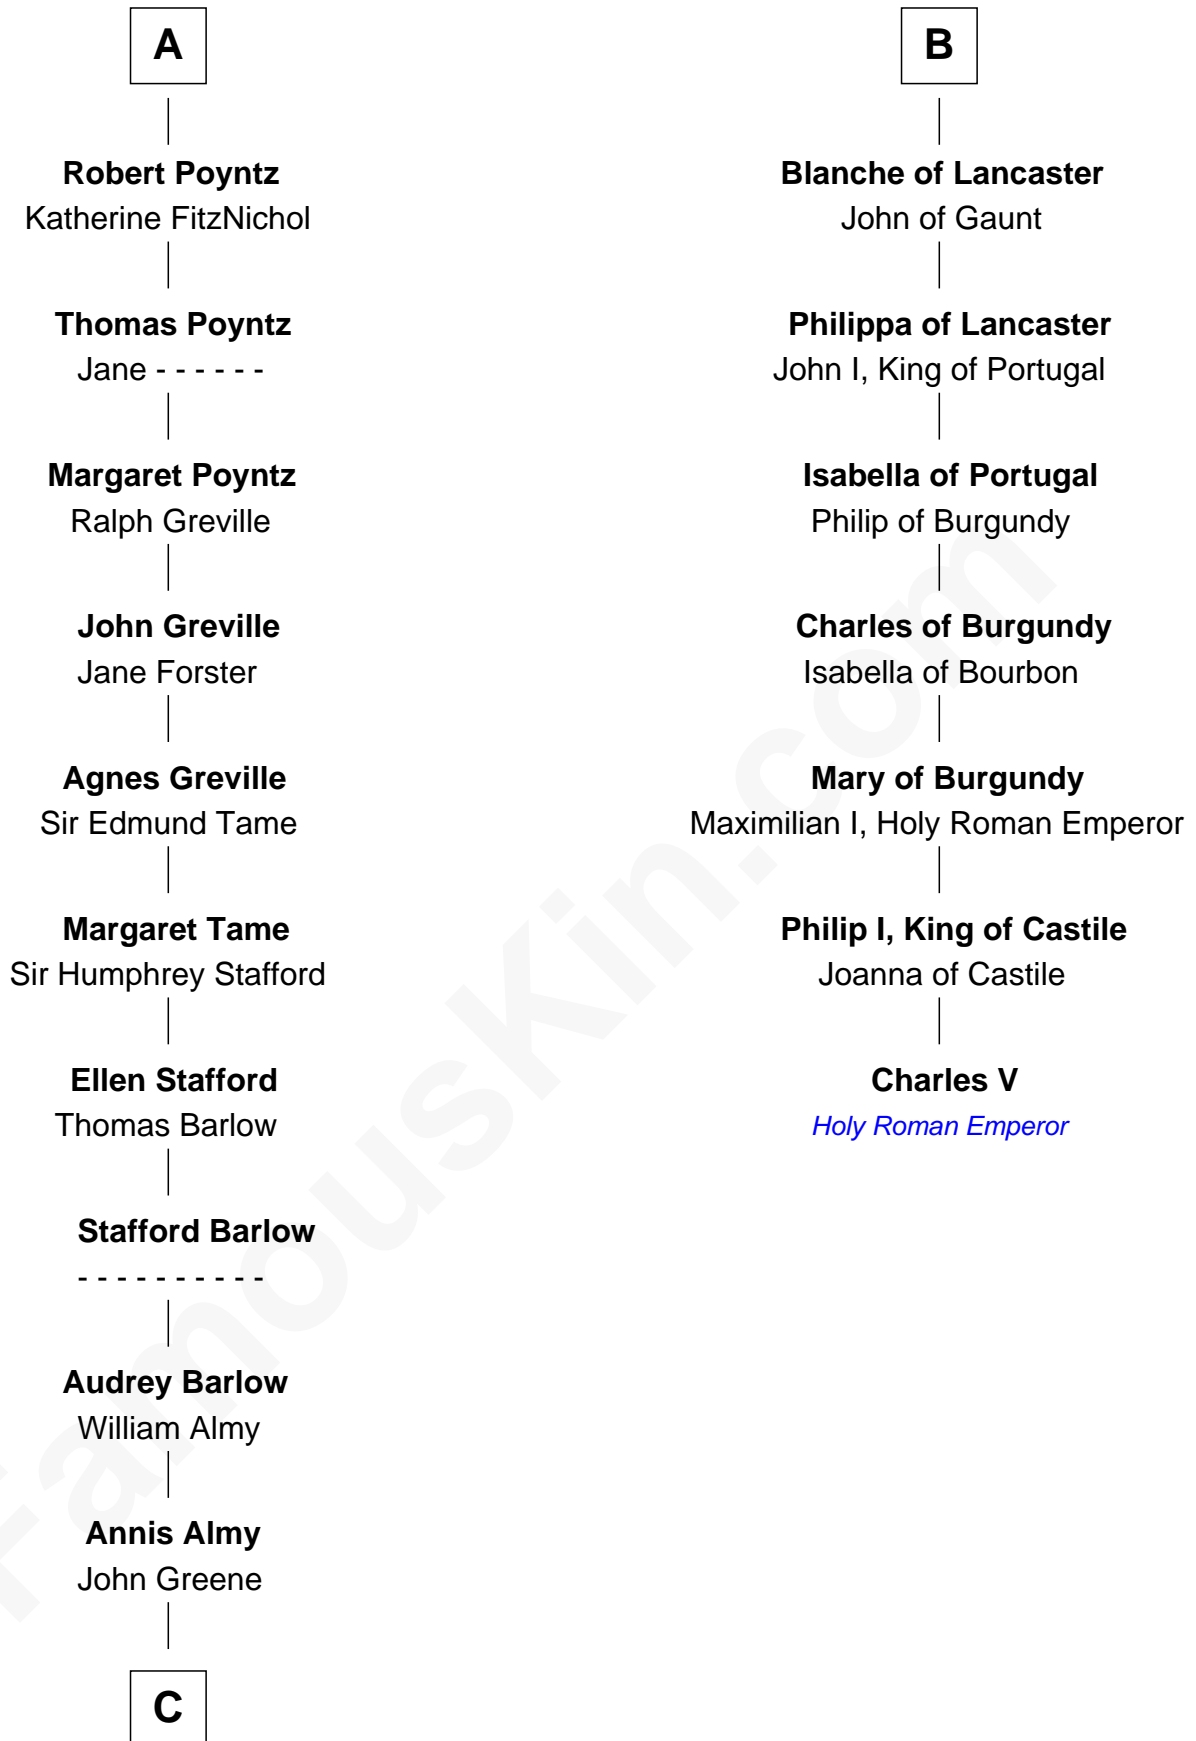 A
Robert Poyntz
Katherine FitzNichol
Thomas Poyntz
Jane - - - - - -
Margaret Poyntz
Ralph Greville
John Greville
Jane Forster
Agnes Greville
Sir Edmund Tame
Margaret Tame
Sir Humphrey Stafford
Ellen Stafford
Thomas Barlow
Stafford Barlow
- - - - - - - - - -
Audrey Barlow
William Almy
Annis Almy
John Greene
C
B
Blanche of Lancaster
John of Gaunt
Philippa of Lancaster
John I, King of Portugal
Isabella of Portugal
Philip of Burgundy
Charles of Burgundy
Isabella of Bourbon
Mary of Burgundy
Maximilian I, Holy Roman Emperor
Philip I, King of Castile
Joanna of Castile
Charles V
Holy Roman Emperor
FamousKin.com